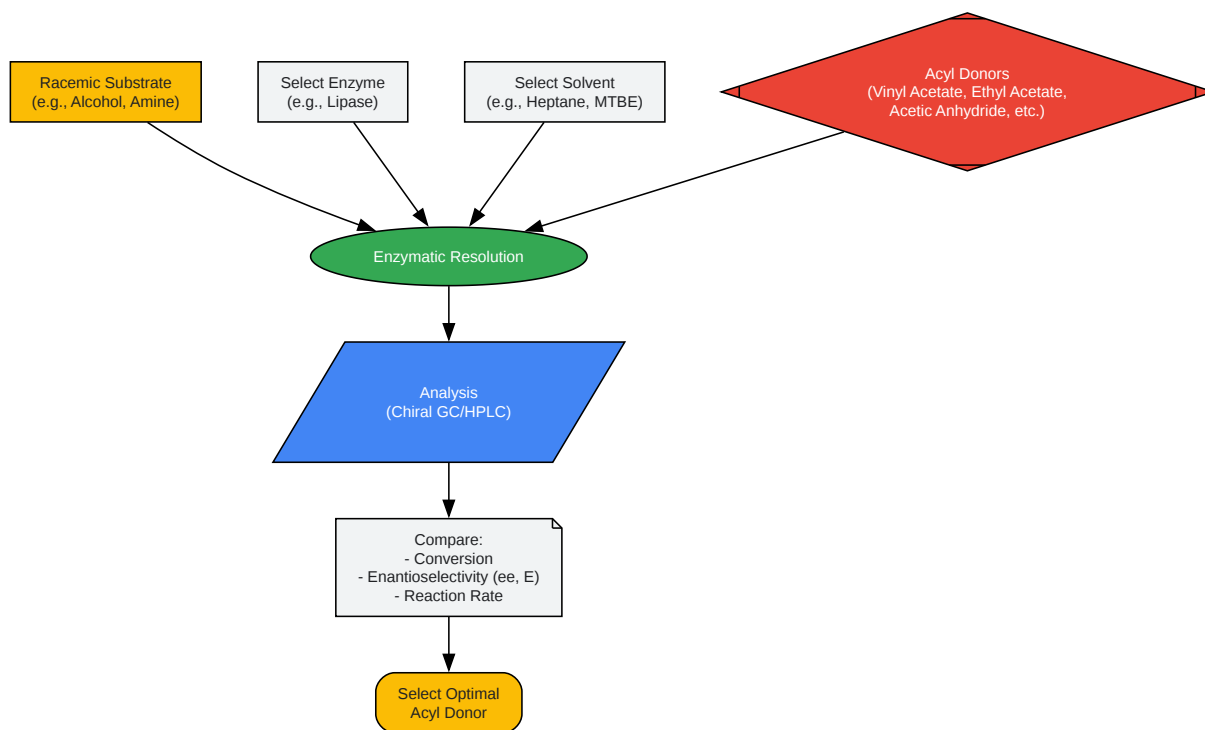 Racemic Substrate
(e.g., Alcohol, Amine)
Select Enzyme
(e.g., Lipase)
Select Solvent
(e.g., Heptane, MTBE)
Acyl Donors
(Vinyl Acetate, Ethyl Acetate,
Acetic Anhydride, etc.)
Enzymatic Resolution
Analysis
(Chiral GC/HPLC)
Compare:
- Conversion
- Enantioselectivity (ee, E)
- Reaction Rate
Select Optimal
Acyl Donor